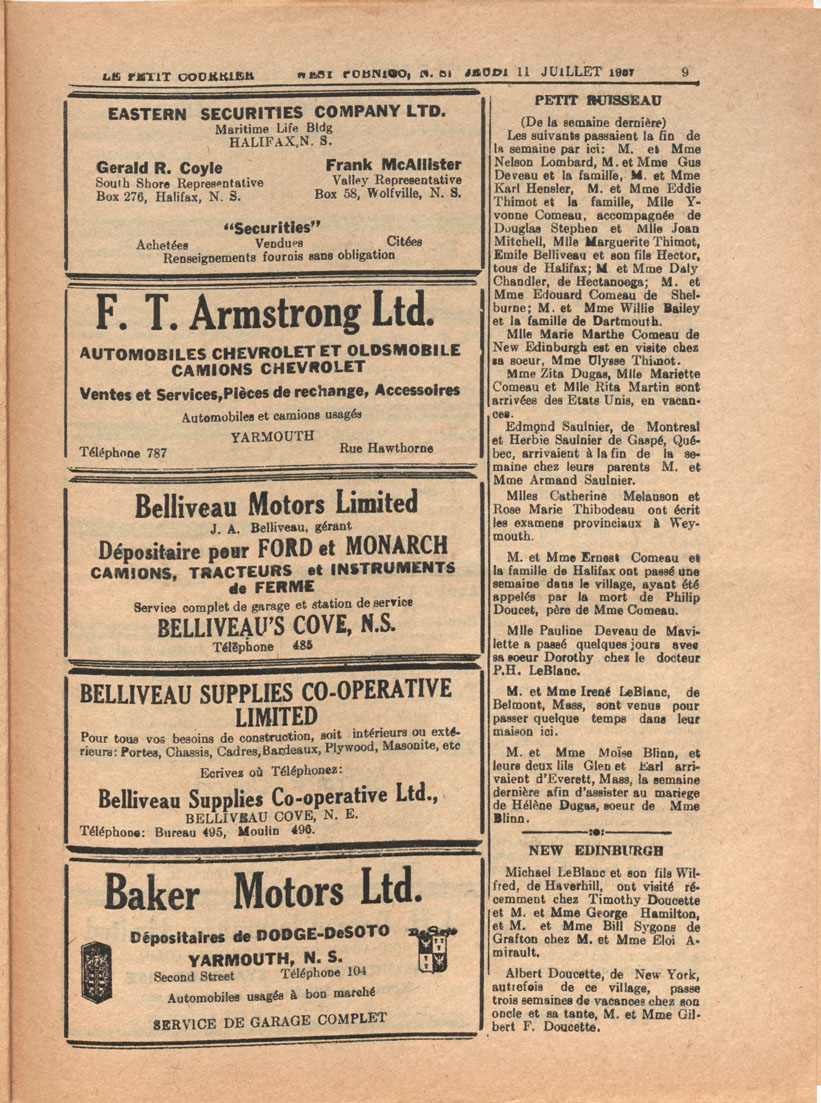 LE PETIT COURRIER WEST PUBNICO, N. S. JEUDI 11 JUILLET 1957 9
EASTERN SECURITIES COMPANY LTD.
Maritime Life Bldg
HALIFAX, N. S.
Gerald R. Coyle
South Shore Representative
Box 276, Halifax, N. S.
Frank McAllister
Valley Representative
Box 58, Wolfville, N. S.
“Securities”
Achetées Vendues Citées
Renseignements fournis sans obligation
F. T. Armstrong Ltd.
AUTOMOBILES CHEVROLET ET OLDSMOBILE
CAMIONS CHEVROLET
Ventes et Services, Pièces de rechange, Accessoires
Automobiles et camions usagés
YARMOUTH
Téléphone 787 Rue Hawthorne
Belliveau Motors Limited
J. A. Belliveau, gérant
Dépositaire pour FORD et MONARCH
CAMIONS, TRACTEURS et INSTRUMENTS
de FERME
Service complet de garage et station de service
BELLIVEAU'S COVE, N.S.
Téléphone 485
BELLIVEAU SUPPLIES CO-OPERATIVE
LIMITED
Pour tous vos besoins de construction, soit intérieurs ou exté-
rieurs: Portes, Chassis, Cadres, Bardeaux, Plywood, Masonite, etc
Ecrivez où Téléphonez:
Belliveau Supplies Co-operative Ltd.,
BELLIVEAU COVE, N. E.
Téléphone: Bureau 495, Moulin 496.
Baker Motors Ltd.
Dépositaires de DODGE-DeSOTO
DeSoto
YARMOUTH, N. S.
Second Street Téléphone 104
Automobiles usagés à bon marché
SERVICE DE GARAGE COMPLET
PETIT RUISSEAU
(De la semaine dernière)
Les suivants passaient la fin de
la semaine par ici: M. et Mme
Nelson Lombard, M. et Mme Gus
Deveau et la famille, M. et Mme
Karl Hensler, M. et Mme Eddie
Thimot et la famille, Mlle Y-
vonne Comeau, accompagnée de
Douglas Stephen et Mlle Joan
Mitchell, Mlle Marguerite Thimot,
Emile Belliveau et son fils Hector,
tous de Halifax; M et Mme Daly
Chandler, de Hectanooga; M. et
Mme Edouard Comeau de Shel-
burne; M. et Mme Willie Bailey
et la famille de Dartmouth.
Mlle Marie Marthe Comeau de
New Edinburgh est en visite chez
sa soeur, Mme Ulysse Thimot.
Mme Zita Dugas, Mlle Mariette
Comeau et Mlle Rita Martin sont
arrivées des Etats Unis, en vacan-
ces.
Edmond Saulnier, de Montreal
et Herbie Saulnier de Gaspé, Qué-
bec, arrivaient à la fin de la se-
maine chez leurs parents M. et
Mme Armand Saulnier.
Mlles Catherine Melanson et
Rose Marie Thibodeau ont écrit
les examens provinciaux à Wey-
mouth.
M. et Mme Ernest Comeau et
la famille de Halifax ont passé une
semaine dans le village, ayant été
appelés par la mort de Philip
Doucet, père de Mme Comeau.
Mlle Pauline Deveau de Mavi-
lette a passé quelques jours avec
sa soeur Dorothy chez le docteur
P.H. LeBlanc.
M. et Mme Irené LeBlanc, de
Belmont, Mass, sont venus pour
passer quelque temps dans leur
maison ici.
M. et Mme Moïse Blinn, et
leurs deux lils Glen et Earl arri-
vaient d'Everett, Mass, la semaine
dernière afin d'assister au mariege
de Hélène Dugas, soeur de Mme
Blinn.
NEW EDINBURGH
Michael LeBlanc et son fils Wil-
fred, de Haverhill, ont visité ré-
cemment chez Timothy Doucette
et M. et Mme George Hamilton,
et M. et Mme Bill Sygons de
Grafton chez M. et Mme Eloi A-
mirault.
Albert Doucette, de New York,
autrefois de ce village, passe
trois semaines de vacances chez son
oncle et sa tante, M. et Mme Gil-
bert F. Doucette.